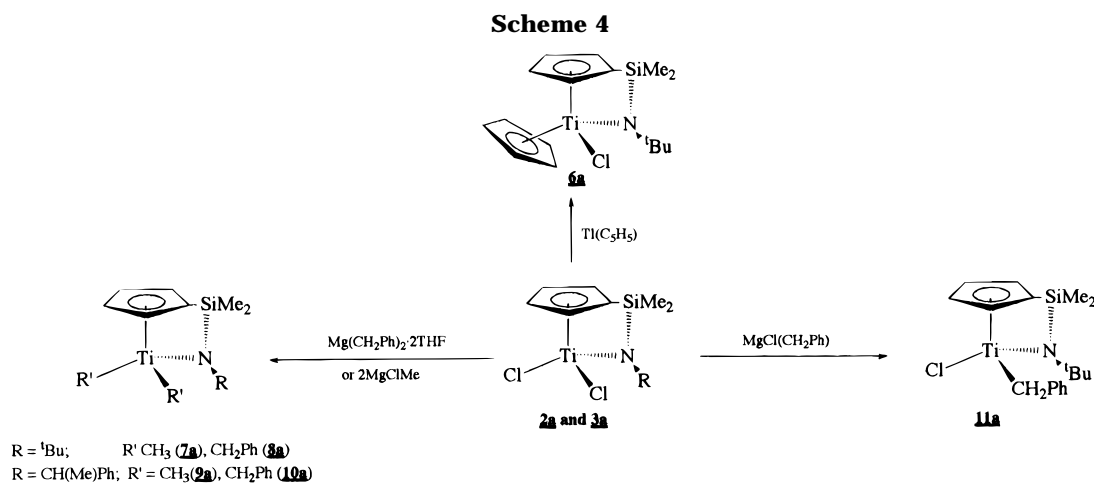 Scheme 4
SiMe₂
Ti
N
ᵗBu
Cl
6a
Tl(C₅H₅)
SiMe₂
Ti
N
R
R'
R'
Mg(CH₂Ph)₂·2THF
or 2MgClMe
SiMe₂
Ti
N
R
Cl
Cl
2a and 3a
MgCl(CH₂Ph)
SiMe₂
Ti
N
ᵗBu
Cl
CH₂Ph
11a
R = ᵗBu; R' CH₃ (7a), CH₂Ph (8a)
R = CH(Me)Ph; R' = CH₃(9a), CH₂Ph (10a)